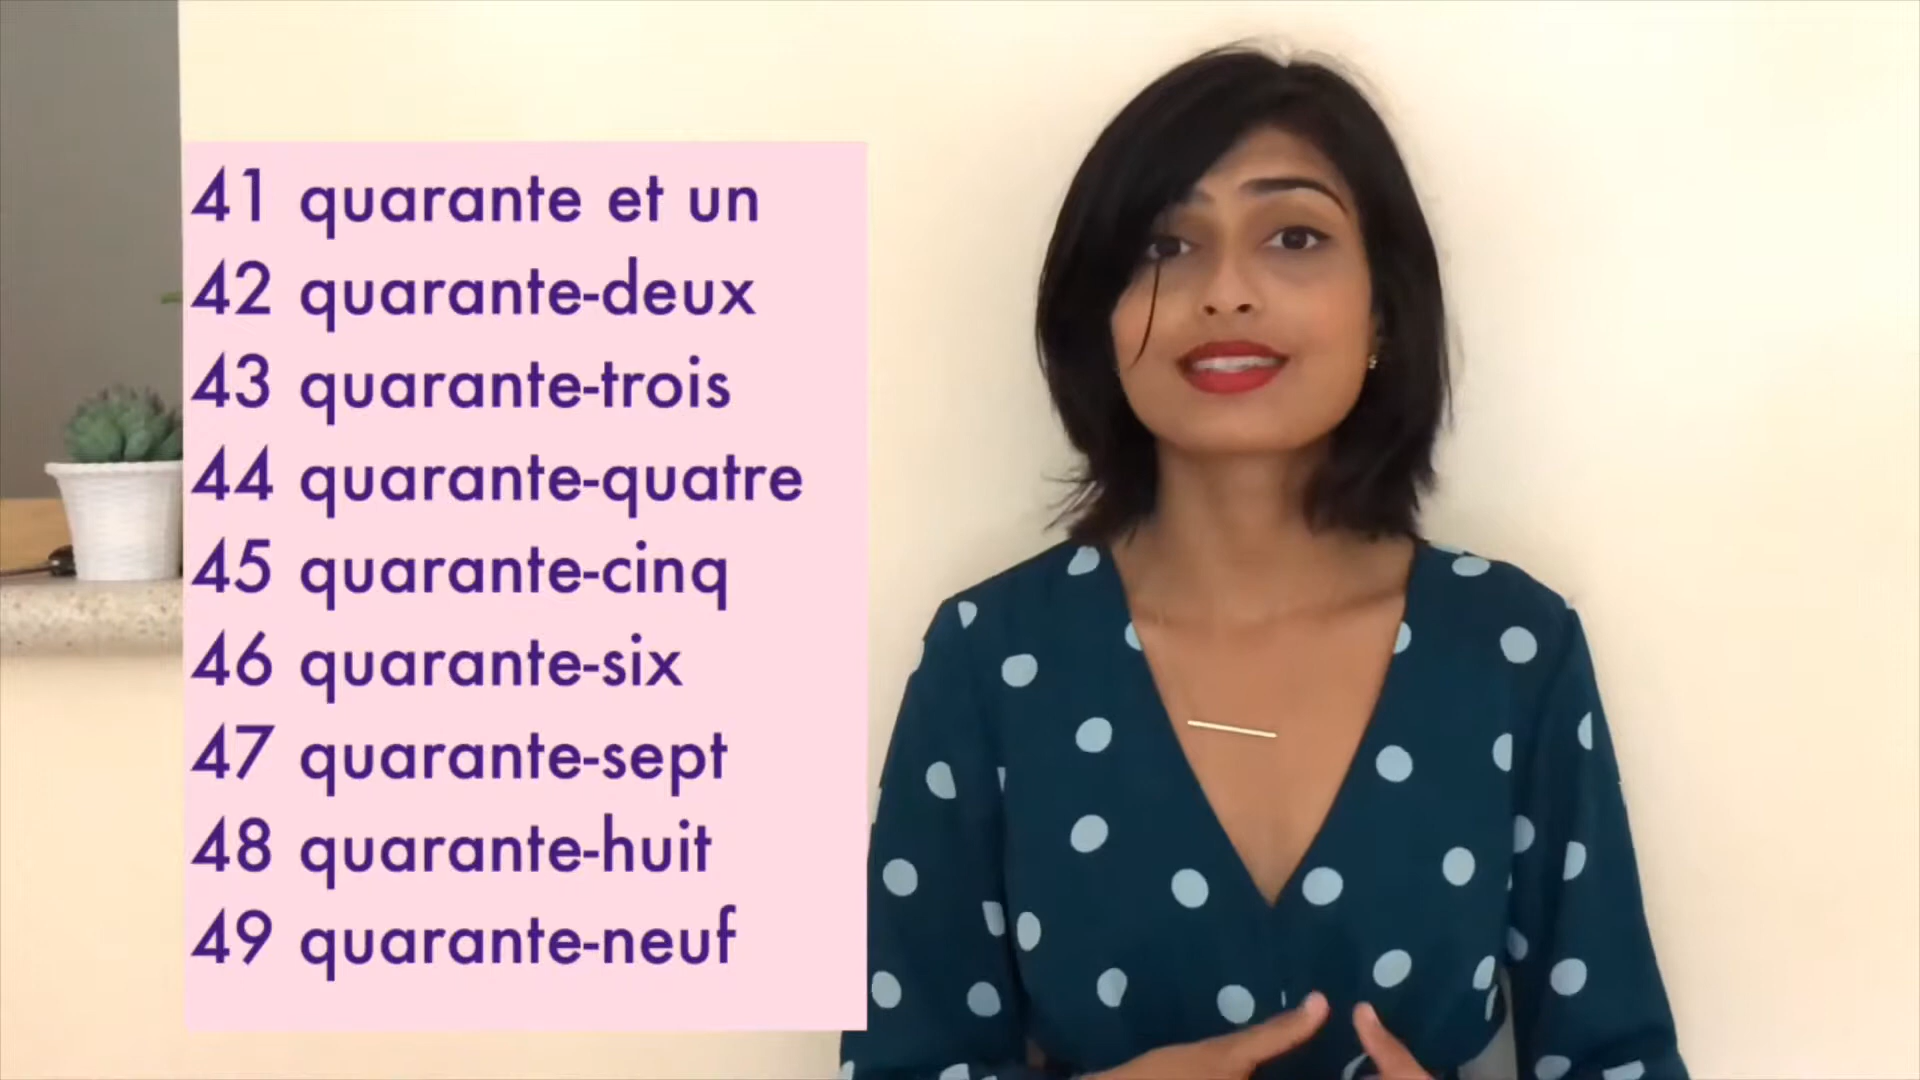 41 quarante et un
42 quarante-deux
43 quarante-trois
44 quarante-quatre
45 quarante-cinq
46 quarante-six
47 quarante-sept
48 quarante-huit
49 quarante-neuf